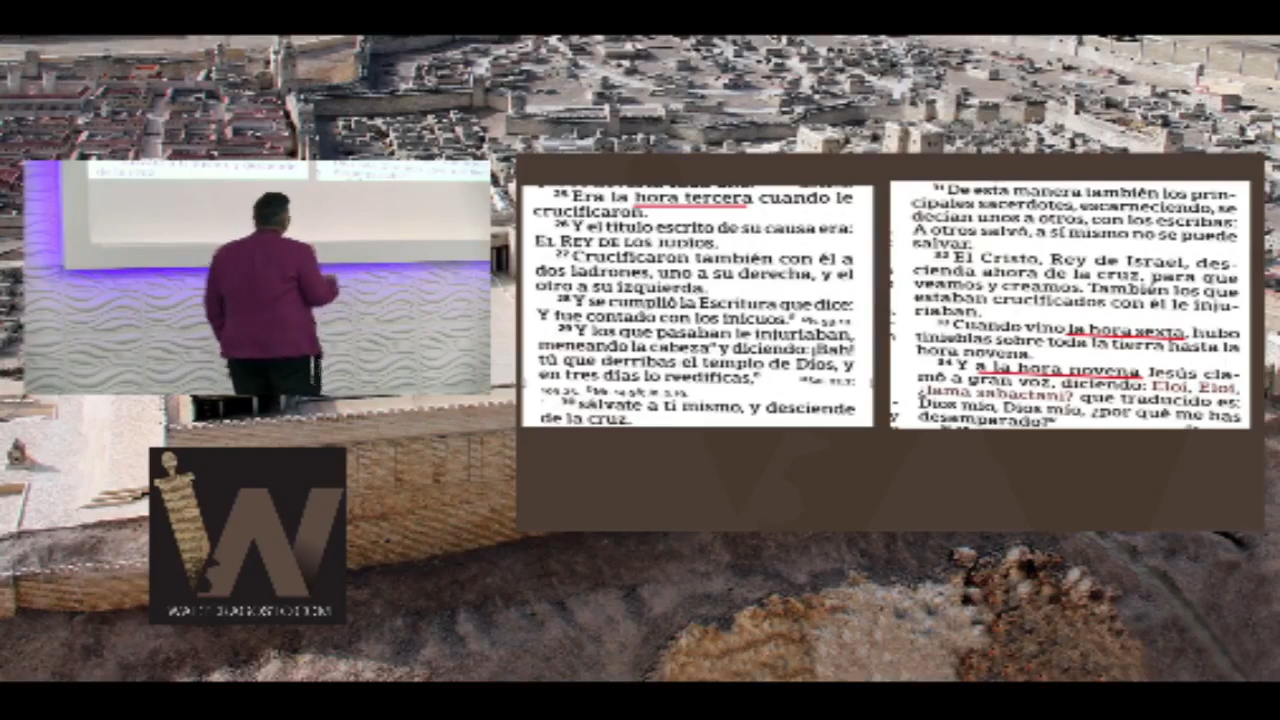 de la cruz
25 Era la hora tercera cuando le
crucificaron.
26 Y el título escrito de su causa era:
EL REY DE LOS JUDÍOS.
27 Crucificaron también con él a
dos ladrones, uno a su derecha, y el
otro a su izquierda.
28 Y se cumplió la Escritura que dice:
Y fue contado con los inicuos.
29 Y los que pasaban le injuriaban,
meneando la cabeza y diciendo: ¡Bah!
tú que derribas el templo de Dios, y
en tres días lo reedificas,
30 sálvate a ti mismo, y desciende
de la cruz.
31 De esta manera también los prin-
cipales sacerdotes, escarneciendo, se
decían unos a otros, con los escribas:
A otros salvó, a sí mismo no se puede
salvar.
32 El Cristo, Rey de Israel, des-
cienda ahora de la cruz, para que
veamos y creamos. También los que
estaban crucificados con él le inju-
riaban.
33 Cuando vino la hora sexta, hubo
tinieblas sobre toda la tierra hasta la
hora novena.
34 Y a la hora novena Jesús cla-
mó a gran voz, diciendo: Eloi, Eloi,
¿lama sabactani? que traducido es:
Dios mío, Dios mío, ¿por qué me has
desamparado?
W